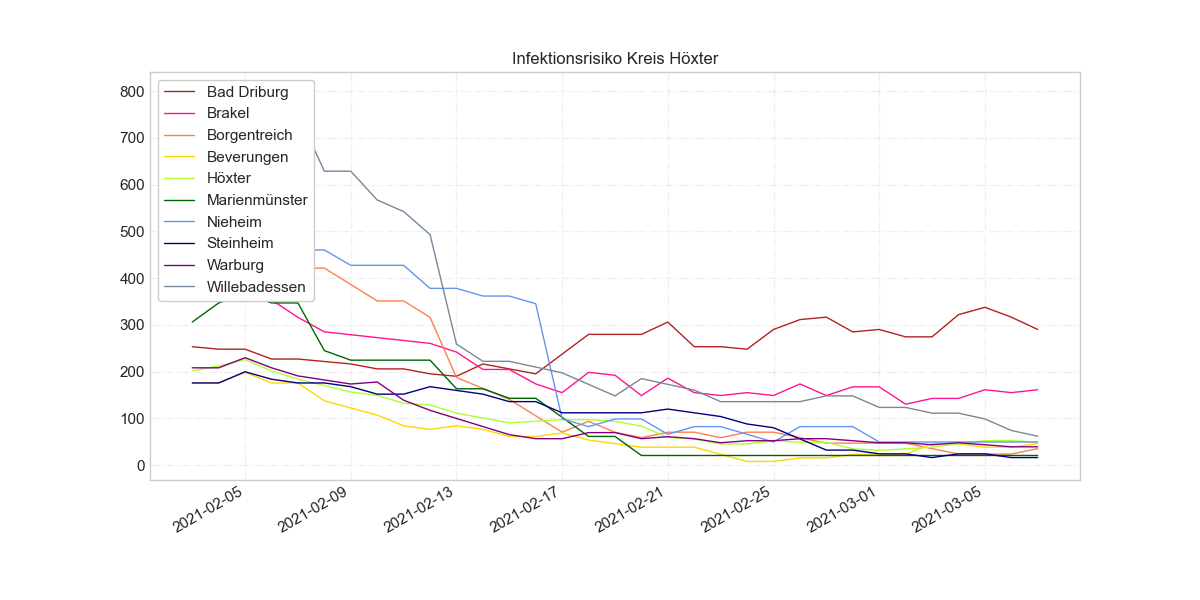 Infektionsrisiko Kreis Höxter
800
700
600
500
400
300
200
100
0
Bad Driburg
Brakel
Borgentreich
Beverungen
Höxter
Marienmünster
Nieheim
Steinheim
Warburg
Willebadessen
2021-02-05
2021-02-09
2021-02-13
2021-02-17
2021-02-21
2021-02-25
2021-03-01
2021-03-05